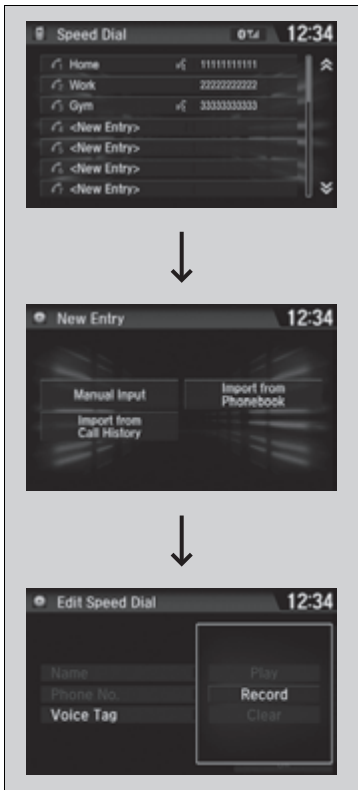 Speed Dial 12:34
Home 11111111111
Work 22222222222
Gym 33333333333
<New Entry>
<New Entry>
<New Entry>
<New Entry>
New Entry 12:34
Manual Input Import from Phonebook
Import from Call History
Edit Speed Dial 12:34
Name Play
Phone No. Record
Voice Tag Clear